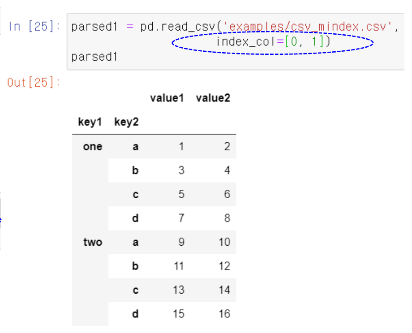 In [25]: parsed1 = pd.read_csv('examples/csv_mindex.csv',
index_col=[0, 1])
parsed1
Out[25]:
value1 value2
key1 key2
one a 1 2
b 3 4
c 5 6
d 7 8
two a 9 10
b 11 12
c 13 14
d 15 16